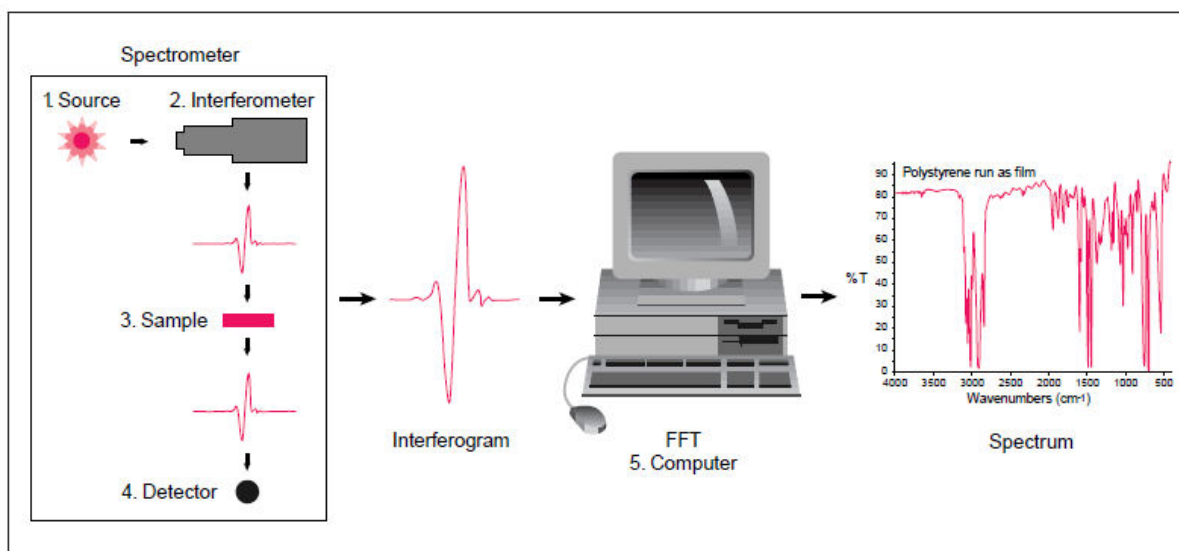 Spectrometer
1. Source
2. Interferometer
3. Sample
4. Detector
Interferogram
FFT
5. Computer
Polystyrene run as film
%T
90
80
70
60
50
40
30
20
10
0
4000 3500 3000 2500 2000 1500 1000 500
Wavenumbers (cm-1)
Spectrum